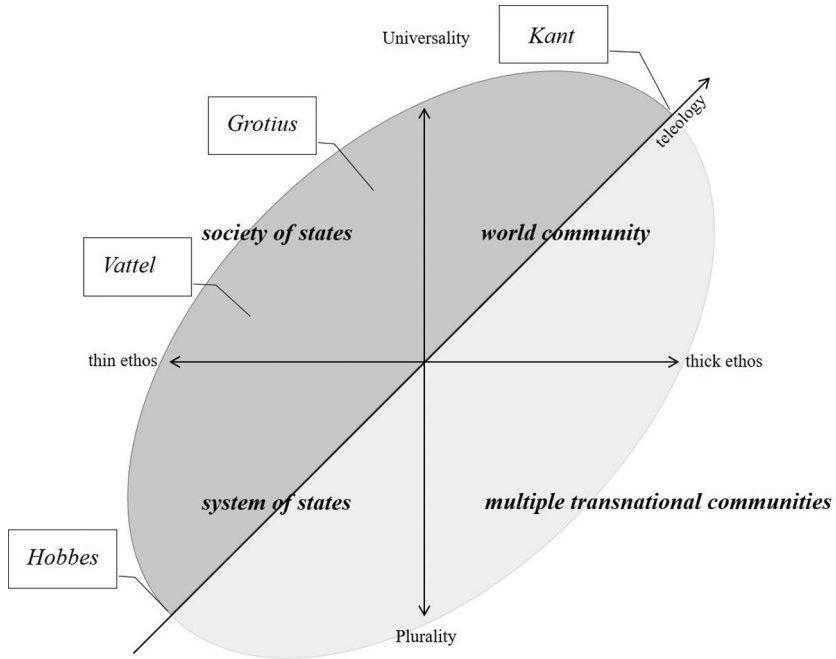 Universality
Kant
teleology
Grotius
society of states
world community
Vattel
thin ethos
thick ethos
system of states
multiple transnational communities
Hobbes
Plurality